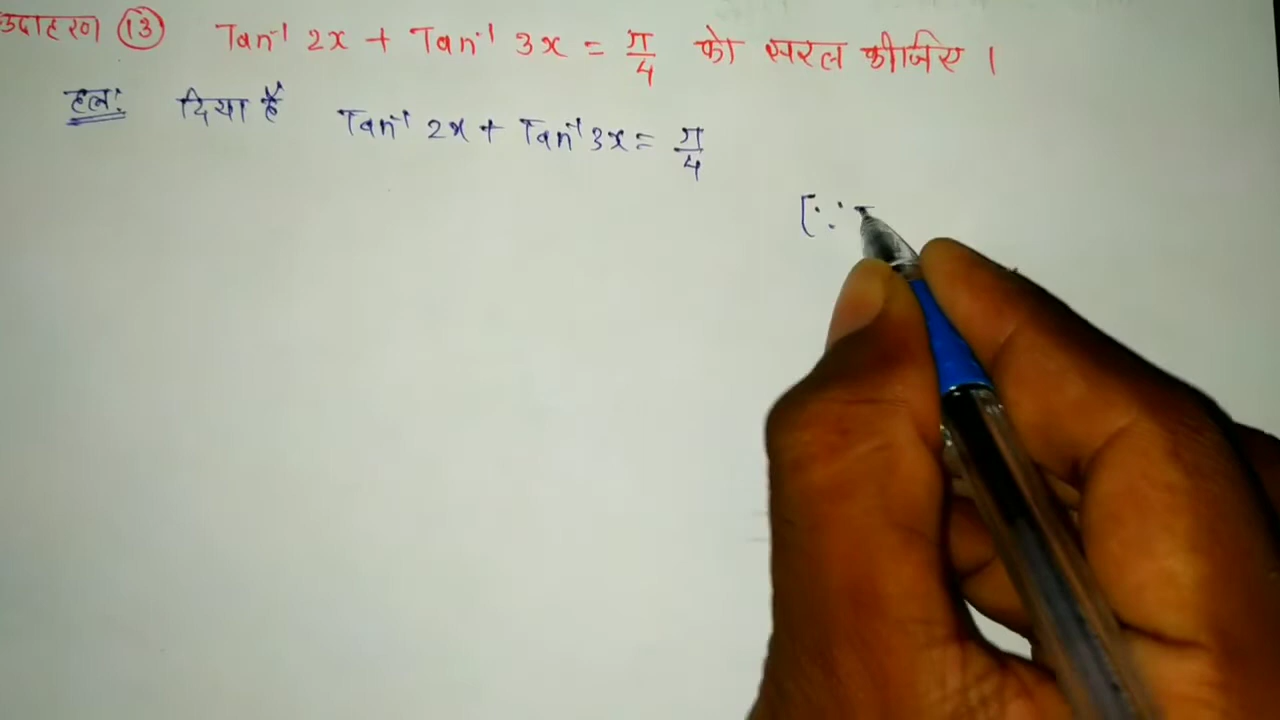 उदाहरण (13) Tan⁻¹ 2x + Tan⁻¹ 3x = π/4 को सरल कीजिए ।
हल: दिया है Tan⁻¹ 2x + Tan⁻¹ 3x = π/4
[∵ T